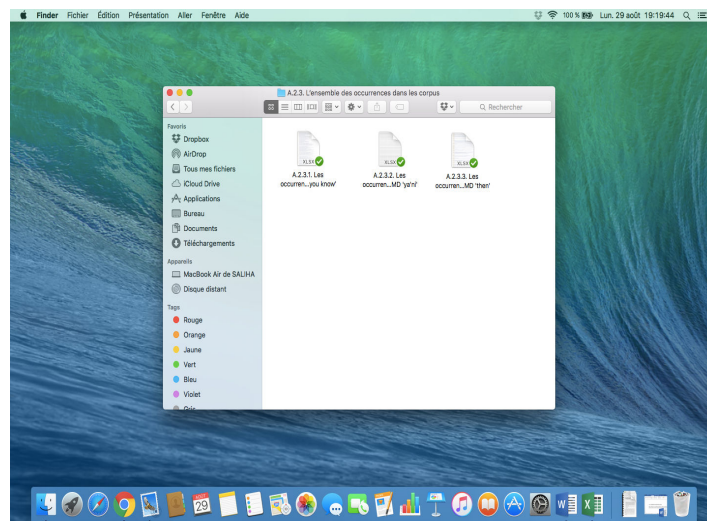 Finder Fichier Édition Présentation Aller Fenêtre Aide
100 % Lun. 29 août 19:19:44
A.2.3. L'ensemble des occurrences dans les corpus
Rechercher
Favoris
Dropbox
AirDrop
Tous mes fichiers
iCloud Drive
Applications
Bureau
Documents
Téléchargements
Appareils
MacBook Air de SALIHA
Disque distant
Tags
Rouge
Orange
Jaune
Vert
Bleu
Violet
Gris
XLSX
A.2.3.1. Les
occurren...you know'
XLSX
A.2.3.2. Les
occurren...MD 'ya'ni'
XLSX
A.2.3.3. Les
occurren...MD 'then'
29